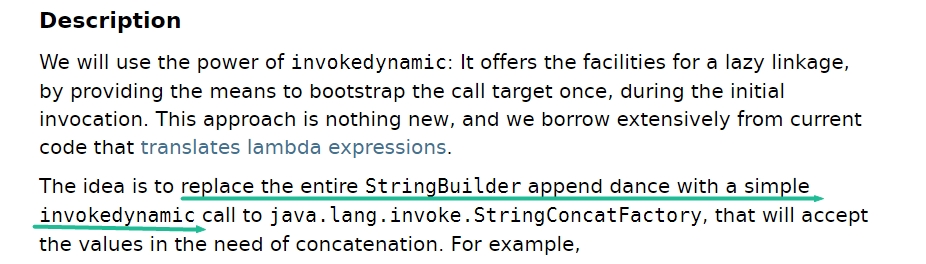 Description
We will use the power of invokedynamic: It offers the facilities for a lazy linkage,
by providing the means to bootstrap the call target once, during the initial
invocation. This approach is nothing new, and we borrow extensively from current
code that translates lambda expressions.
The idea is to replace the entire StringBuilder append dance with a simple
invokedynamic call to java.lang.invoke.StringConcatFactory, that will accept
the values in the need of concatenation. For example,